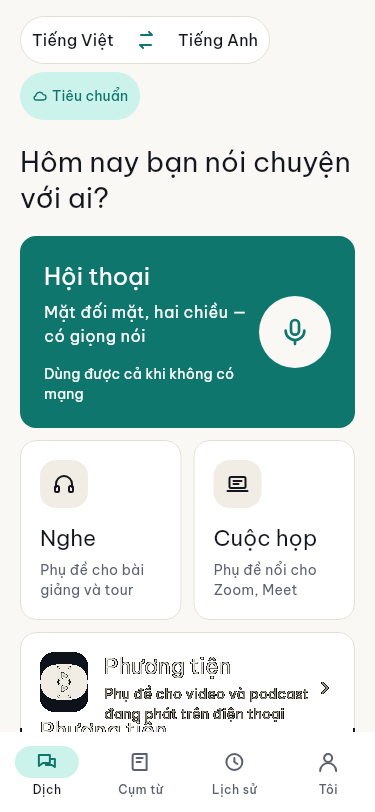 Tiếng Việt Tiếng Anh
Tiêu chuẩn
Hôm nay bạn nói chuyện
với ai?
Hội thoại
Mặt đối mặt, hai chiều —
có giọng nói
Dùng được cả khi không có
mạng
Nghe
Phụ đề cho bài
giảng và tour
Cuộc họp
Phụ đề nổi cho
Zoom, Meet
Phương tiện
Phụ đề cho video và podcast
đang phát trên điện thoại
Phương tiện
Dịch
Cụm từ
Lịch sử
Tôi